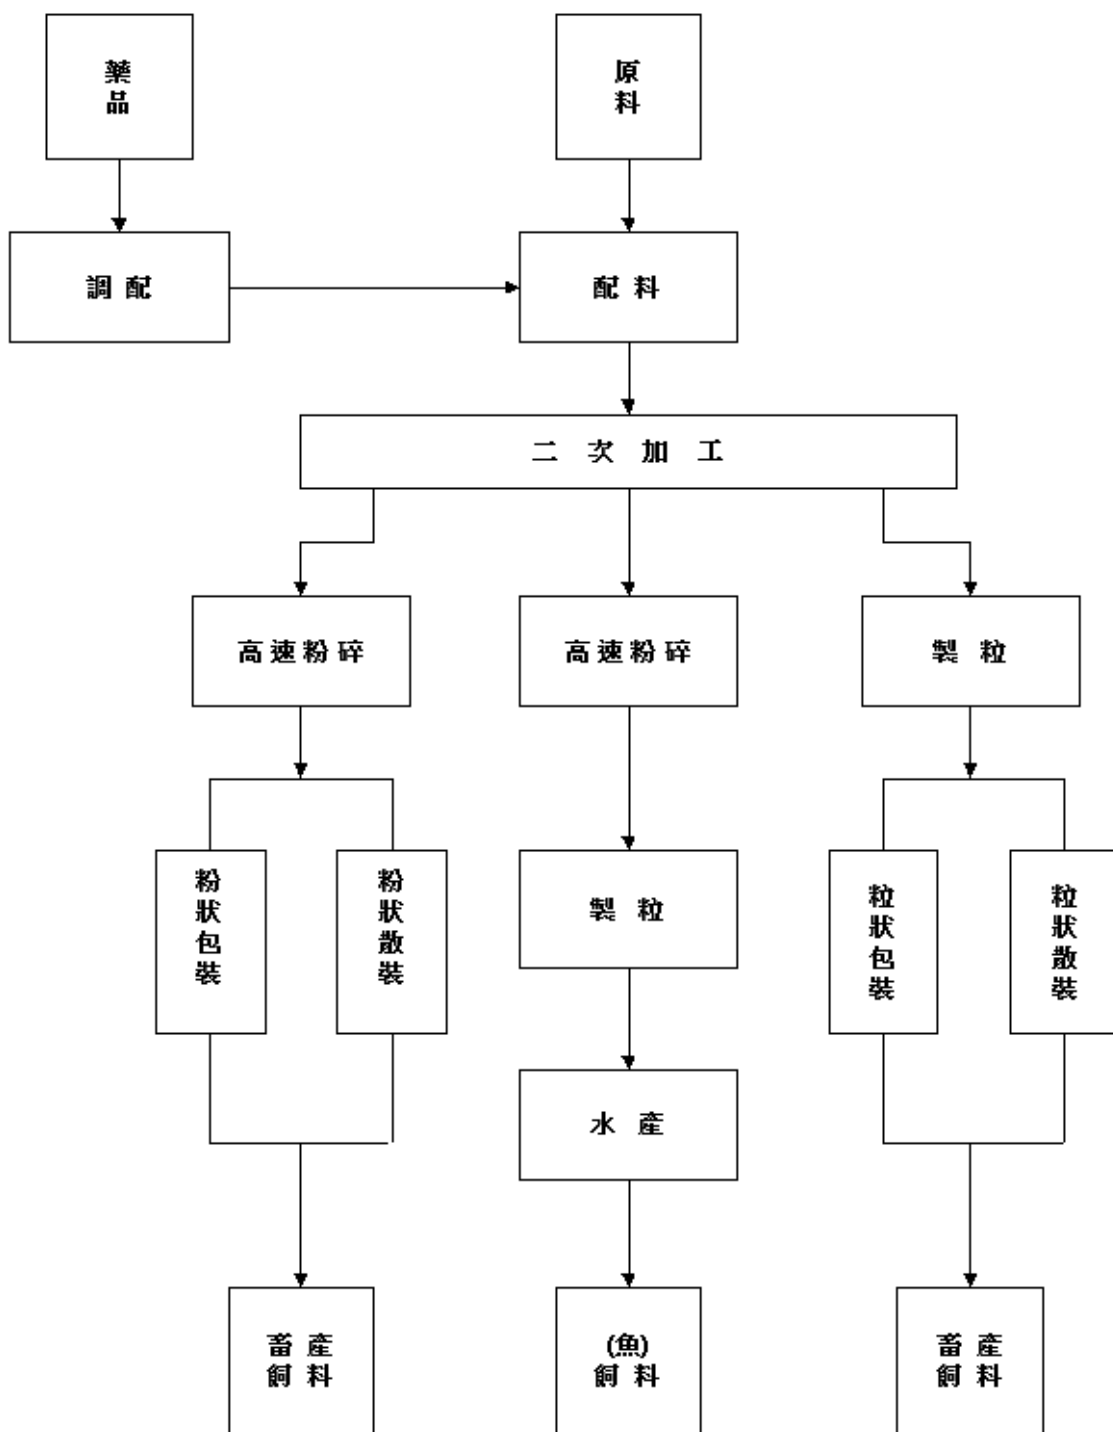 藥
品
原
料
調 配
配 料
二 次 加 工
高速粉碎
高速粉碎
製 粒
粉
狀
包
裝
粉
狀
散
裝
製 粒
粒
狀
包
裝
粒
狀
散
裝
水 產
畜 產
飼 料
(魚)
飼 料
畜 產
飼 料